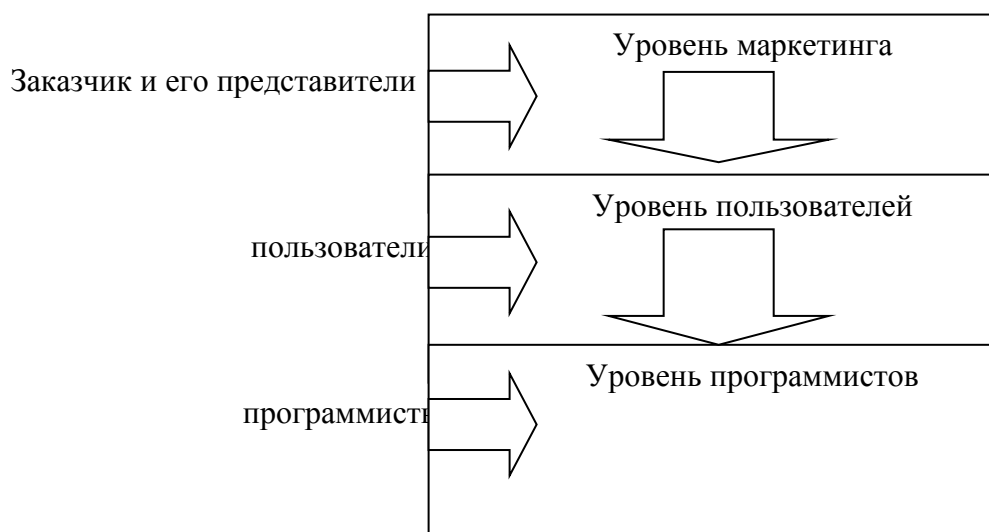 Уровень маркетинга
Заказчик и его представители
Уровень пользователей
пользователи
Уровень программистов
программисты